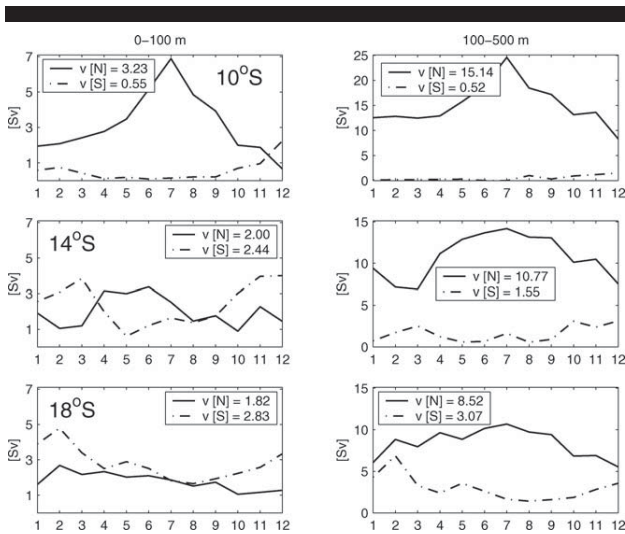 0–100 m
100–500 m
7
5
3
1
[Sv]
v [N] = 3.23
v [S] = 0.55
10°S
1 2 3 4 5 6 7 8 9 10 11 12
25
20
15
10
5
0
[Sv]
v [N] = 15.14
v [S] = 0.52
1 2 3 4 5 6 7 8 9 10 11 12
7
5
3
1
[Sv]
14°S
v [N] = 2.00
v [S] = 2.44
1 2 3 4 5 6 7 8 9 10 11 12
15
10
5
0
v [N] = 10.77
v [S] = 1.55
1 2 3 4 5 6 7 8 9 10 11 12
7
5
3
1
[Sv]
18°S
v [N] = 1.82
v [S] = 2.83
1 2 3 4 5 6 7 8 9 10 11 12
15
10
5
0
[Sv]
v [N] = 8.52
v [S] = 3.07
1 2 3 4 5 6 7 8 9 10 11 12